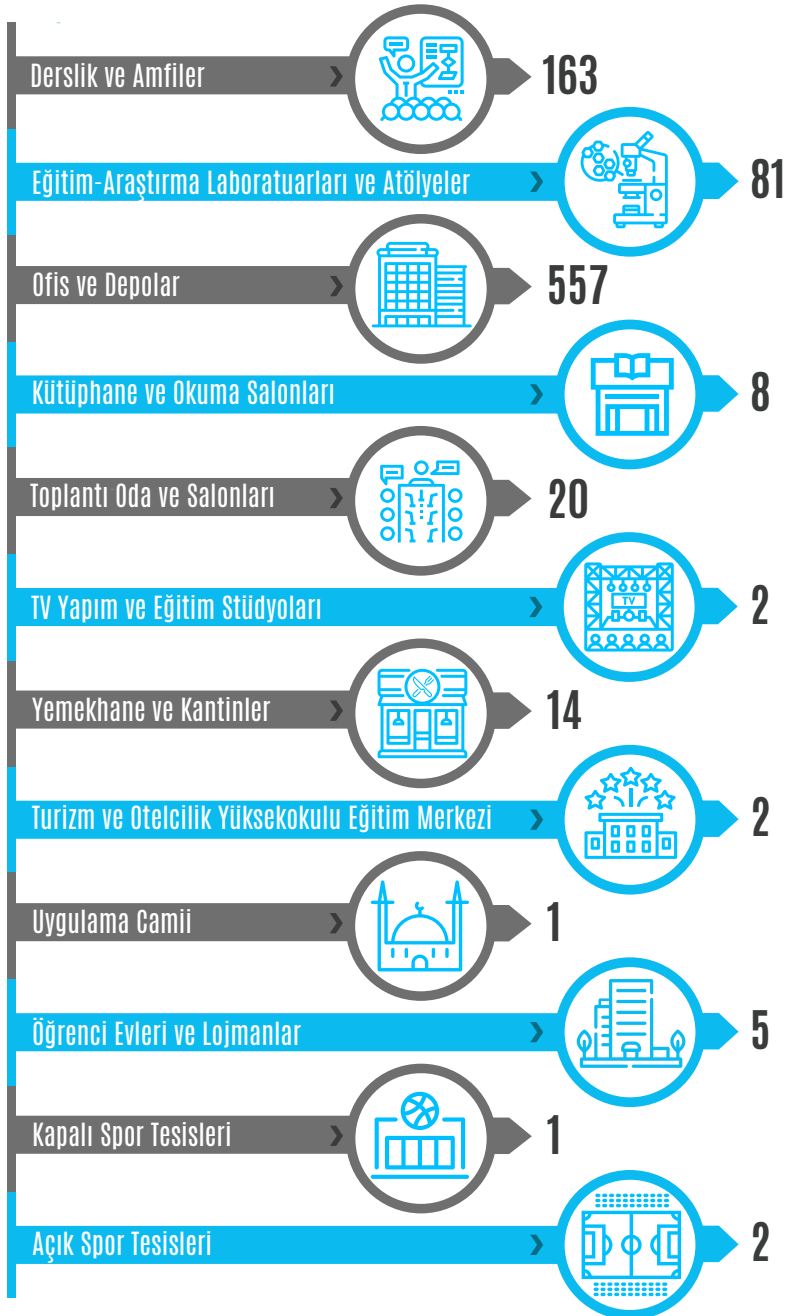 Derslik ve Amfiler
163
Eğitim-Araştırma Laboratuarları ve Atölyeler
81
Ofis ve Depolar
557
Kütüphane ve Okuma Salonları
8
Toplantı Oda ve Salonları
20
TV Yapım ve Eğitim Stüdyoları
TV
2
Yemekhane ve Kantinler
14
Turizm ve Otelcilik Yüksekokulu Eğitim Merkezi
2
Uygulama Camii
1
Öğrenci Evleri ve Lojmanlar
5
Kapalı Spor Tesisleri
1
Açık Spor Tesisleri
2